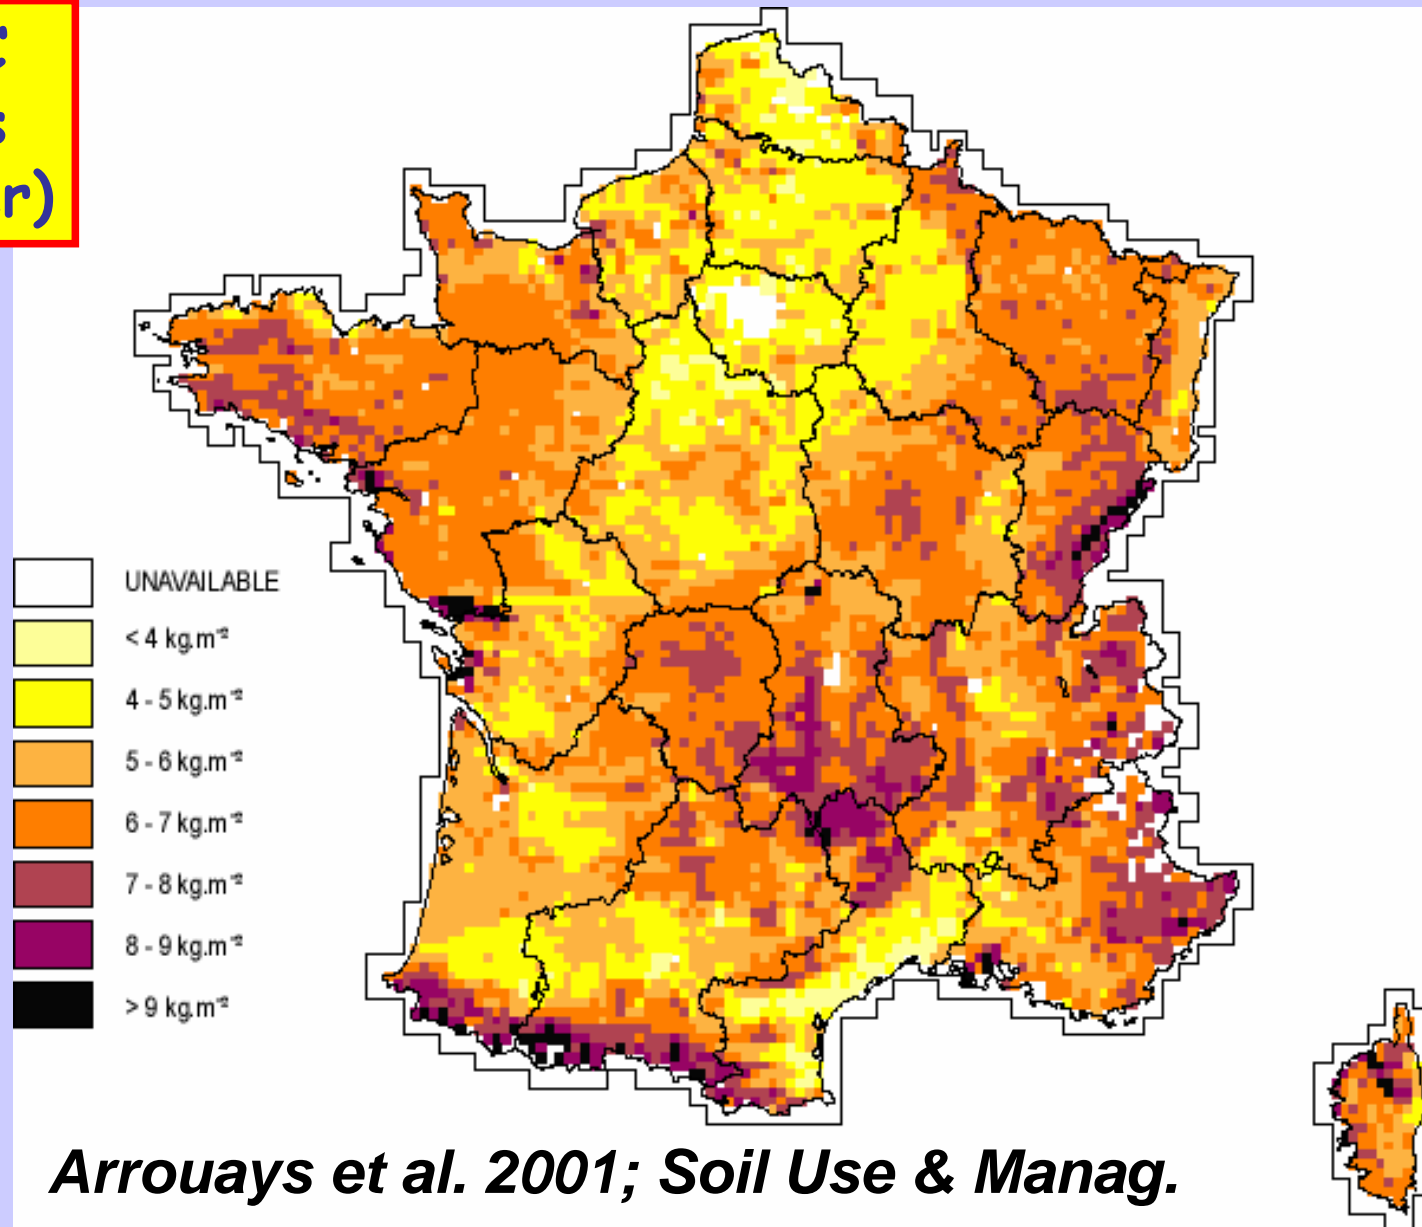 r)
UNAVAILABLE
< 4 kg.m⁻²
4 - 5 kg.m⁻²
5 - 6 kg.m⁻²
6 - 7 kg.m⁻²
7 - 8 kg.m⁻²
8 - 9 kg.m⁻²
> 9 kg.m⁻²
Arrouays et al. 2001; Soil Use & Manag.